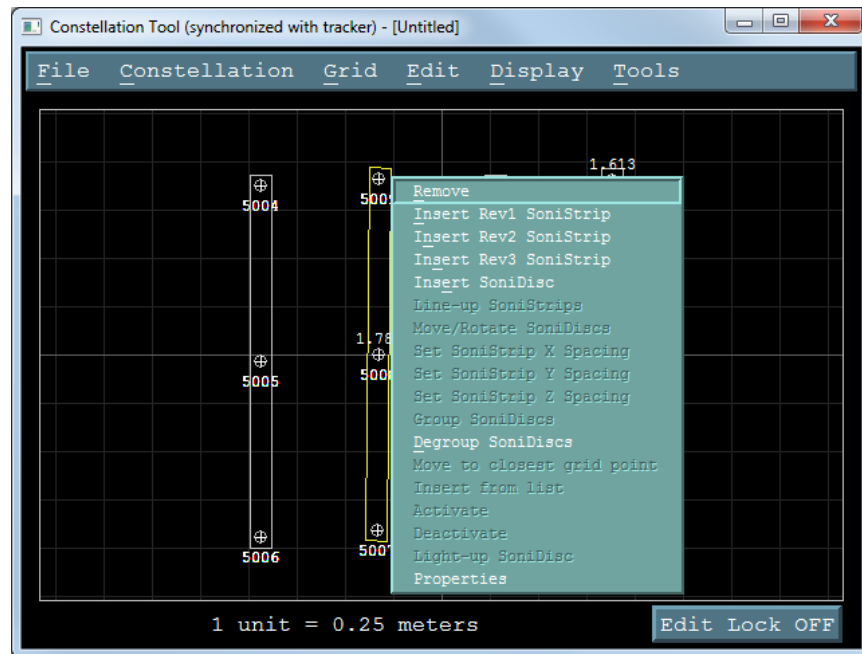 Constellation Tool (synchronized with tracker) - [Untitled]
File Constellation Grid Edit Display Tools
1.613
5004
Remove
Insert Rev1 SoniStrip
Insert Rev2 SoniStrip
Insert Rev3 SoniStrip
Insert SoniDisc
Line-up SoniStrips
Move/Rotate SoniDiscs
1.78
Set SoniStrip X Spacing
5005
Set SoniStrip Y Spacing
Set SoniStrip Z Spacing
Group SoniDiscs
Degroup SoniDiscs
Move to closest grid point
Insert from list
Activate
Deactivate
5006
5007
Light-up SoniDisc
Properties
1 unit = 0.25 meters
Edit Lock OFF